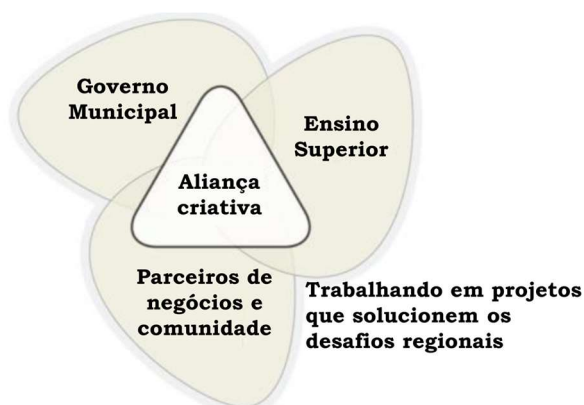 Governo
Municipal
Ensino
Superior
Aliança
criativa
Parceiros de
negócios e
comunidade
Trabalhando em projetos
que solucionem os
desafios regionais